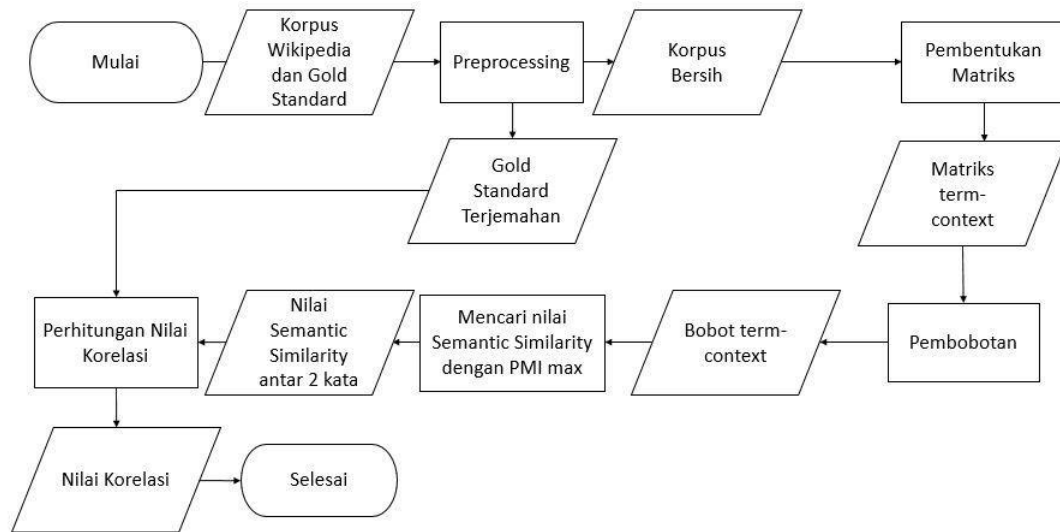 Mulai
Korpus
Wikipedia
dan Gold
Standard
Preprocessing
Korpus
Bersih
Pembentukan
Matriks
Gold
Standard
Terjemahan
Matriks
term-
context
Perhitungan Nilai
Korelasi
Nilai
Semantic
Similarity
antar 2 kata
Mencari nilai
Semantic Similarity
dengan PMI max
Bobot term-
context
Pembobotan
Nilai Korelasi
Selesai